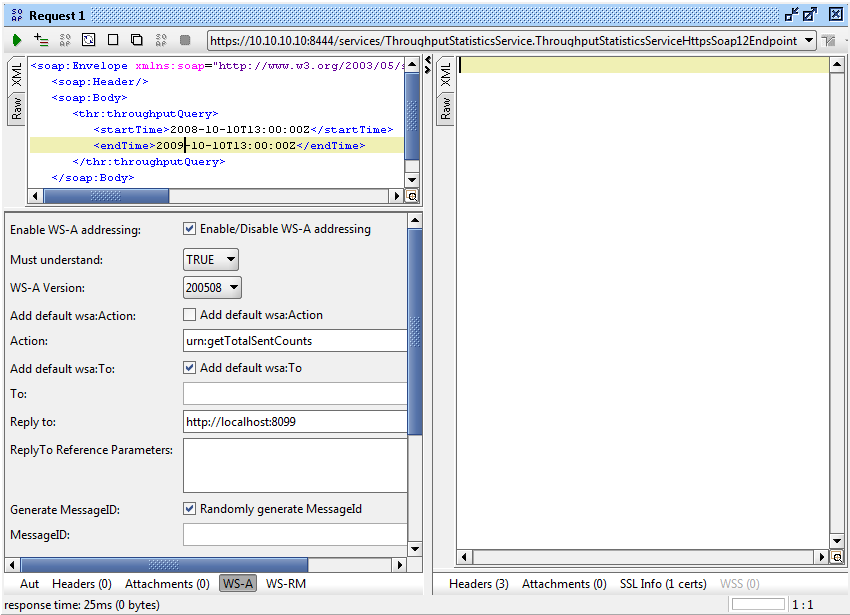 SO AP Request 1
https://10.10.10.10:8444/services/ThroughputStatisticsService.ThroughputStatisticsServiceHttpsSoap12Endpoint
XML
Raw
<soap:Envelope xmlns:soap="http://www.w3.org/2003/05/s
<soap:Header/>
<soap:Body>
<thr:throughputQuery>
<startTime>2008-10-10T13:00:00Z</startTime>
<endTime>2009-10-10T13:00:00Z</endTime>
</thr:throughputQuery>
</soap:Body>
XML
Raw
Enable WS-A addressing: Enable/Disable WS-A addressing
Must understand: TRUE
WS-A Version: 200508
Add default wsa:Action: Add default wsa:Action
Action: urn:getTotalSentCounts
Add default wsa:To: Add default wsa:To
To:
Reply to: http://localhost:8099
ReplyTo Reference Parameters:
Generate MessageID: Randomly generate MessageId
MessageID:
Aut Headers (0) Attachments (0) WS-A WS-RM
Headers (3) Attachments (0) SSL Info (1 certs) WSS (0)
response time: 25ms (0 bytes) 1 : 1